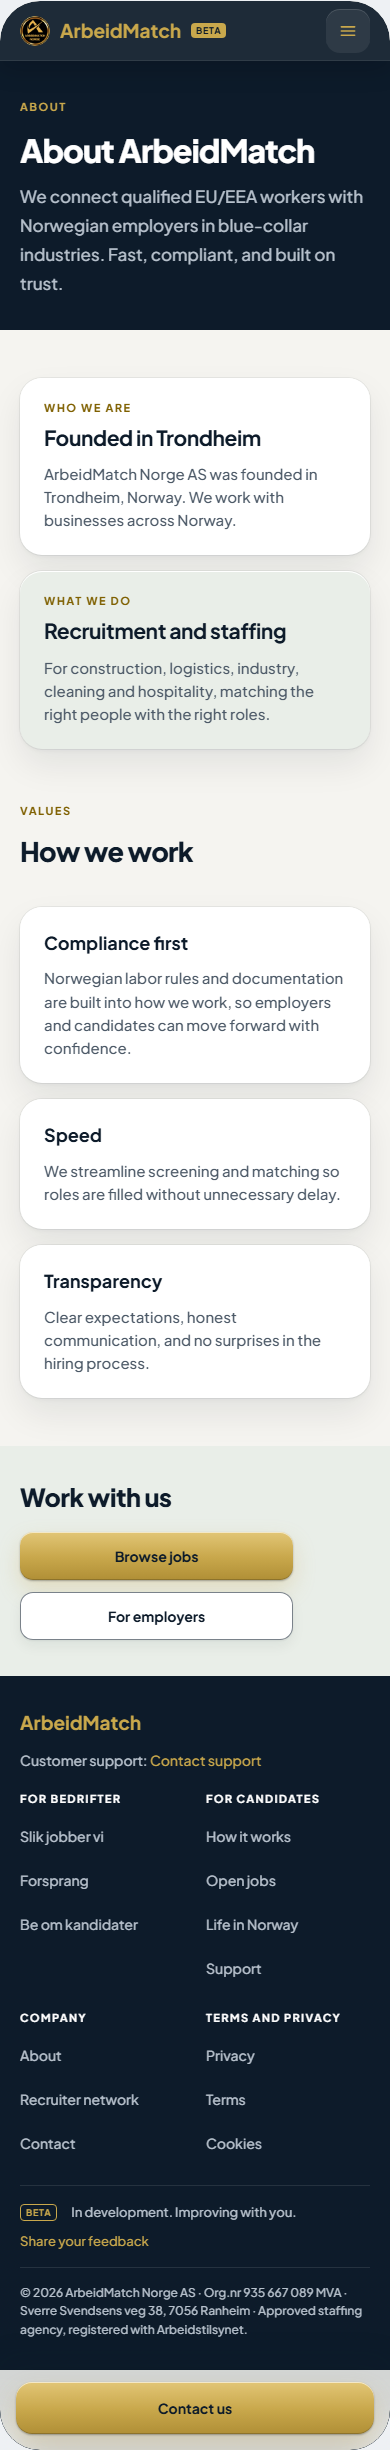 ArbeidMatch BETA
ABOUT
About ArbeidMatch
We connect qualified EU/EEA workers with
Norwegian employers in blue-collar
industries. Fast, compliant, and built on
trust.
WHO WE ARE
Founded in Trondheim
ArbeidMatch Norge AS was founded in
Trondheim, Norway. We work with
businesses across Norway.
WHAT WE DO
Recruitment and staffing
For construction, logistics, industry,
cleaning and hospitality, matching the
right people with the right roles.
VALUES
How we work
Compliance first
Norwegian labor rules and documentation
are built into how we work, so employers
and candidates can move forward with
confidence.
Speed
We streamline screening and matching so
roles are filled without unnecessary delay.
Transparency
Clear expectations, honest
communication, and no surprises in the
hiring process.
Work with us
Browse jobs
For employers
ArbeidMatch
Customer support: Contact support
FOR BEDRIFTER
Slik jobber vi
Forsprang
Be om kandidater
FOR CANDIDATES
How it works
Open jobs
Life in Norway
Support
COMPANY
About
Recruiter network
Contact
TERMS AND PRIVACY
Privacy
Terms
Cookies
BETA In development. Improving with you.
Share your feedback
© 2026 ArbeidMatch Norge AS · Org.nr 935 667 089 MVA ·
Sverre Svendsens veg 38, 7056 Ranheim · Approved staffing
agency, registered with Arbeidstilsynet.
Contact us